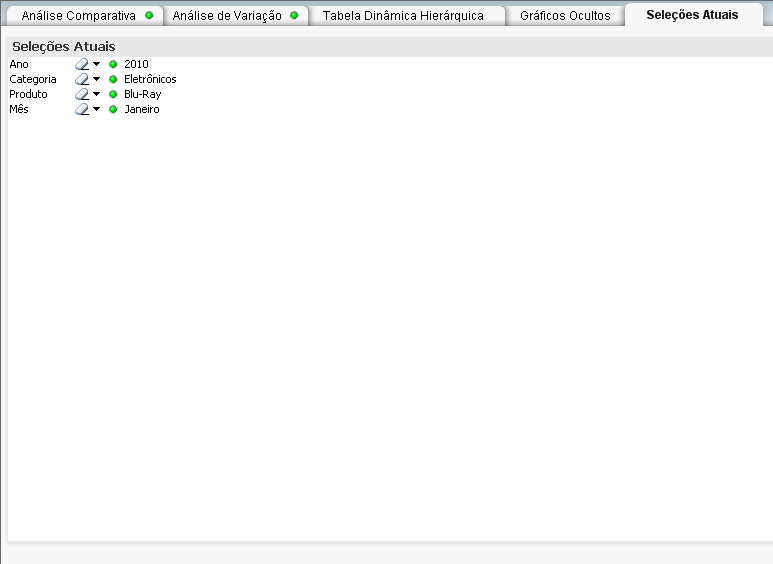 Análise Comparativa Análise de Variação Tabela Dinâmica Hierárquica Gráficos Ocultos Seleções Atuais
Seleções Atuais
Ano 2010
Categoria Eletrônicos
Produto Blu-Ray
Mês Janeiro